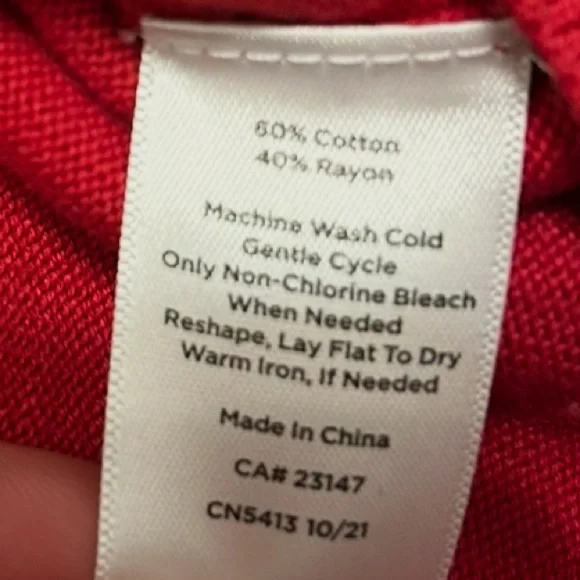 60% Cotton
40% Rayon
Machine Wash Cold
Gentle Cycle
Only Non-Chlorine Bleach
When Needed
Reshape, Lay Flat To Dry
Warm Iron, If Needed
Made In China
CA# 23147
CN5413 10/21